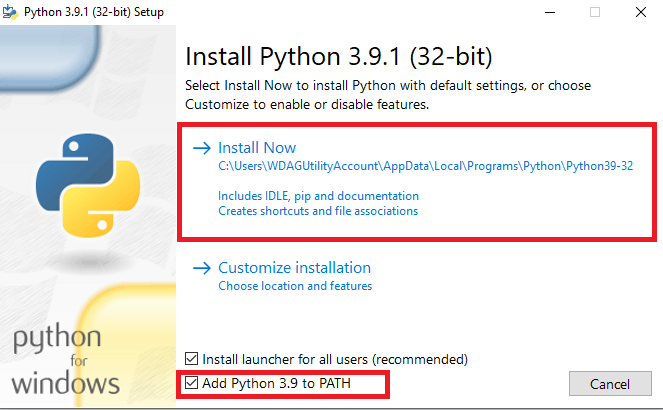 Python 3.9.1 (32-bit) Setup
Install Python 3.9.1 (32-bit)
Select Install Now to install Python with default settings, or choose
Customize to enable or disable features.
Install Now
C:\Users\WDAGUtilityAccount\AppData\Local\Programs\Python\Python39-32
Includes IDLE, pip and documentation
Creates shortcuts and file associations
Customize installation
Choose location and features
python
for
windows
Install launcher for all users (recommended)
Add Python 3.9 to PATH
Cancel